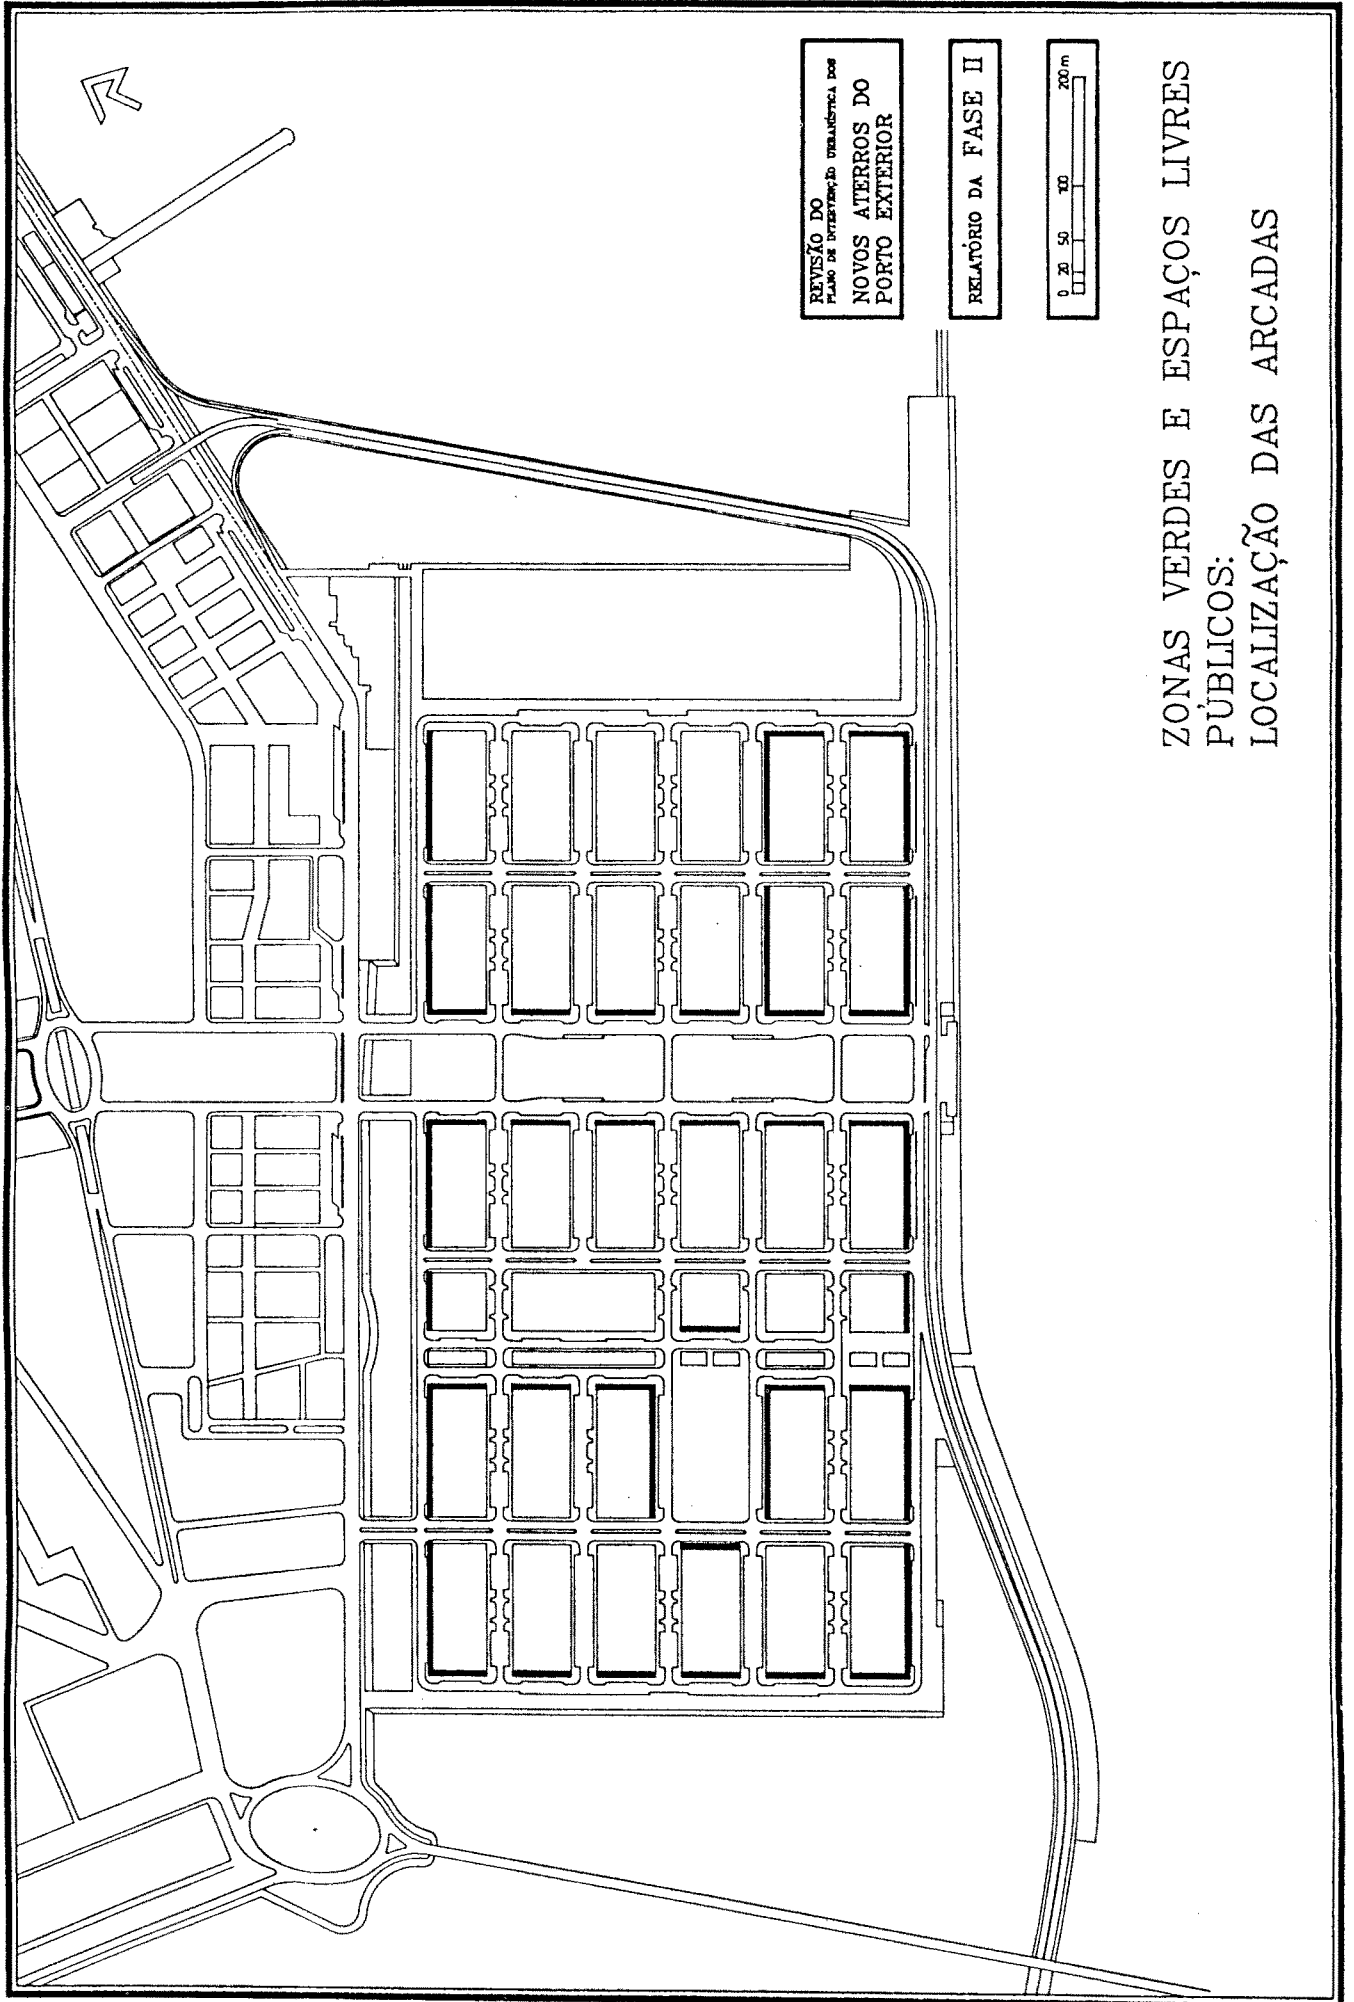 REVISÃO DO
PLANO DE INTERVENÇÃO URBANÍSTICA DOS
NOVOS ATERROS DO
PORTO EXTERIOR
RELATÓRIO DA FASE II
0 20 50 100 200 m
ZONAS VERDES E ESPAÇOS LIVRES
PÚBLICOS:
LOCALIZAÇÃO DAS ARCADAS